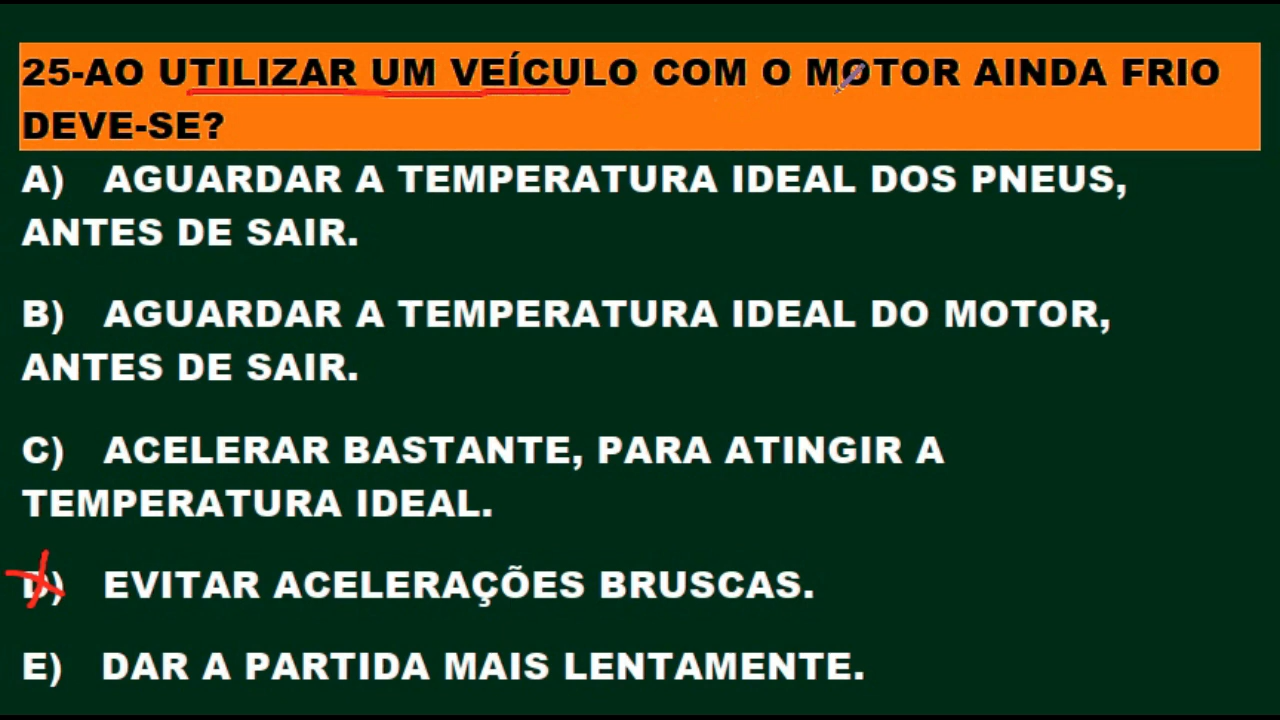 25-AO UTILIZAR UM VEÍCULO COM O MOTOR AINDA FRIO
DEVE-SE?
A) AGUARDAR A TEMPERATURA IDEAL DOS PNEUS,
ANTES DE SAIR.
B) AGUARDAR A TEMPERATURA IDEAL DO MOTOR,
ANTES DE SAIR.
C) ACELERAR BASTANTE, PARA ATINGIR A
TEMPERATURA IDEAL.
D) EVITAR ACELERAÇÕES BRUSCAS.
E) DAR A PARTIDA MAIS LENTAMENTE.